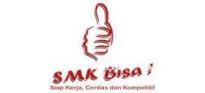 SMK Bisa !
Siap Kerja, Cerdas dan Kompetitif